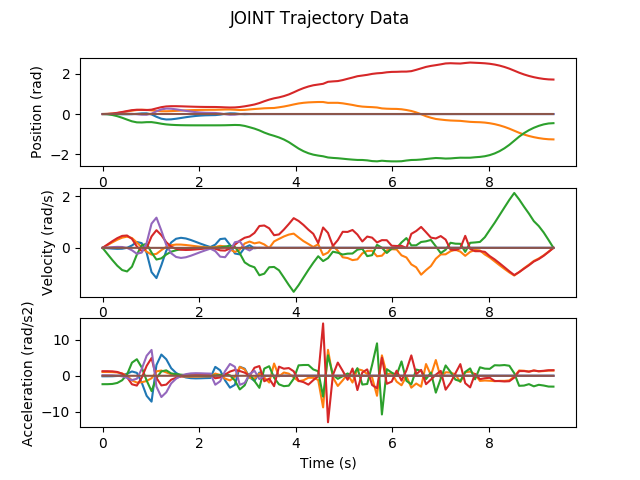 JOINT Trajectory Data
Position (rad)
2
0
−2
0 2 4 6 8
Velocity (rad/s)
2
0
0 2 4 6 8
Acceleration (rad/s2)
10
0
−10
0 2 4 6 8
Time (s)